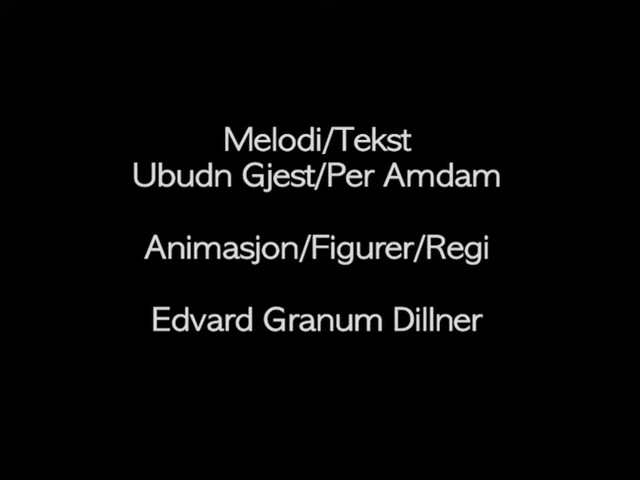 Melodi/Tekst
Ubudn Gjest/Per Amdam
Animasjon/Figurer/Regi
Edvard Granum Dillner